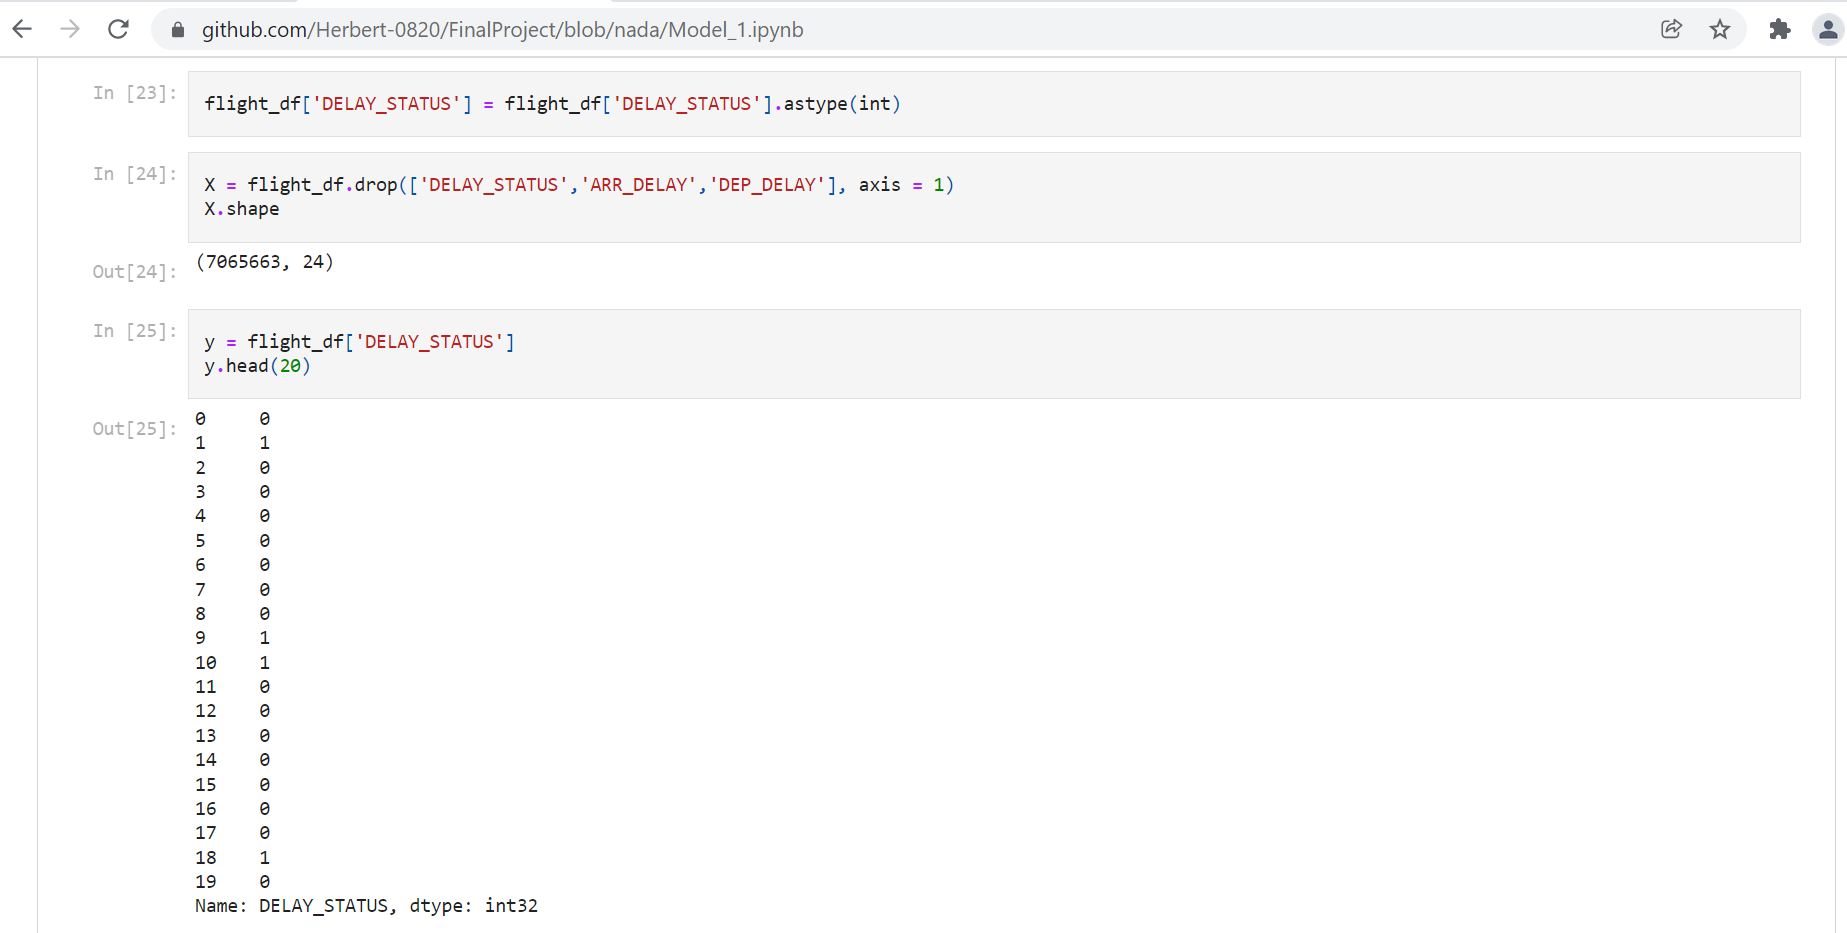 github.com/Herbert-0820/FinalProject/blob/nada/Model_1.ipynb
In [23]:
flight_df['DELAY_STATUS'] = flight_df['DELAY_STATUS'].astype(int)
In [24]:
X = flight_df.drop(['DELAY_STATUS','ARR_DELAY','DEP_DELAY'], axis = 1)
X.shape
Out[24]:
(7065663, 24)
In [25]:
y = flight_df['DELAY_STATUS']
y.head(20)
Out[25]:
0     0
1     1
2     0
3     0
4     0
5     0
6     0
7     0
8     0
9     1
10    1
11    0
12    0
13    0
14    0
15    0
16    0
17    0
18    1
19    0
Name: DELAY_STATUS, dtype: int32